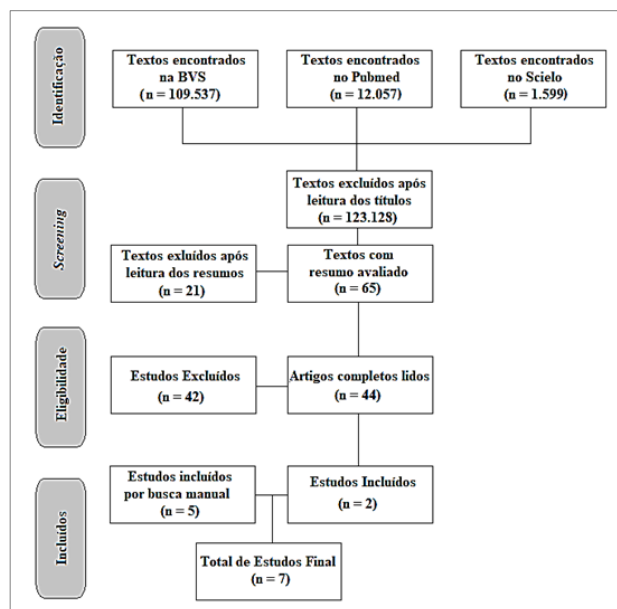 Identificação
Textos encontrados
na BVS
(n = 109.537)
Textos encontrados
no Pubmed
(n = 12.057)
Textos encontrados
no Scielo
(n = 1.599)
Screening
Textos excluídos após
leitura dos títulos
(n = 123.128)
Textos exluídos após
leitura dos resumos
(n = 21)
Textos com
resumo avaliado
(n = 65)
Eligibilidade
Estudos Excluídos
(n = 42)
Artigos completos lidos
(n = 44)
Incluídos
Estudos incluídos
por busca manual
(n = 5)
Estudos Incluídos
(n = 2)
Total de Estudos Final
(n = 7)